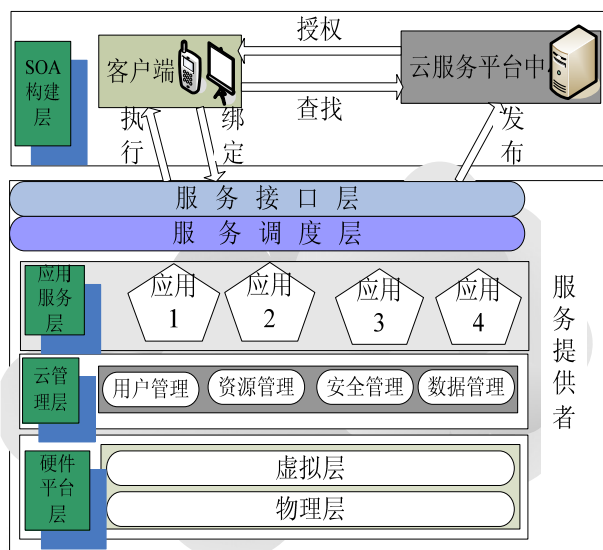 SOA
构建
层
客户端
授权
查找
云服务平台中
执行
绑定
发布
服务接口层
服务调度层
应用
服务
层
应用
1
应用
2
应用
3
应用
4
云管
理层
用户管理
资源管理
安全管理
数据管理
硬件
平台
层
虚拟层
物理层
服务提供者